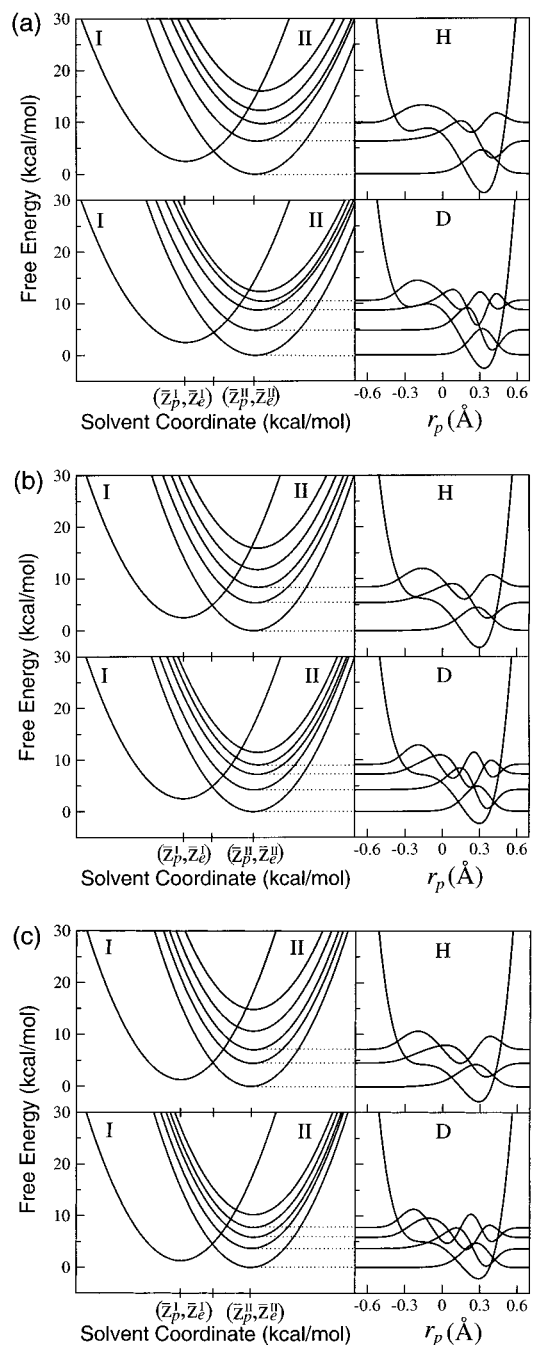 (a)
I II H
30
20
10
0
I II D
30
20
10
0
Free Energy (kcal/mol)
(z̄ₚᴵ, z̄ₑᴵ) (z̄ₚᴵᴵ, z̄ₑᴵᴵ) -0.6 -0.3 0 0.3 0.6
Solvent Coordinate (kcal/mol) rₚ(Å)
(b)
I II H
30
20
10
0
I II D
30
20
10
0
Free Energy (kcal/mol)
(z̄ₚᴵ, z̄ₑᴵ) (z̄ₚᴵᴵ, z̄ₑᴵᴵ) -0.6 -0.3 0 0.3 0.6
Solvent Coordinate (kcal/mol) rₚ(Å)
(c)
I II H
30
20
10
0
I II D
30
20
10
0
Free Energy (kcal/mol)
(z̄ₚᴵ, z̄ₑᴵ) (z̄ₚᴵᴵ, z̄ₑᴵᴵ) -0.6 -0.3 0 0.3 0.6
Solvent Coordinate (kcal/mol) rₚ(Å)